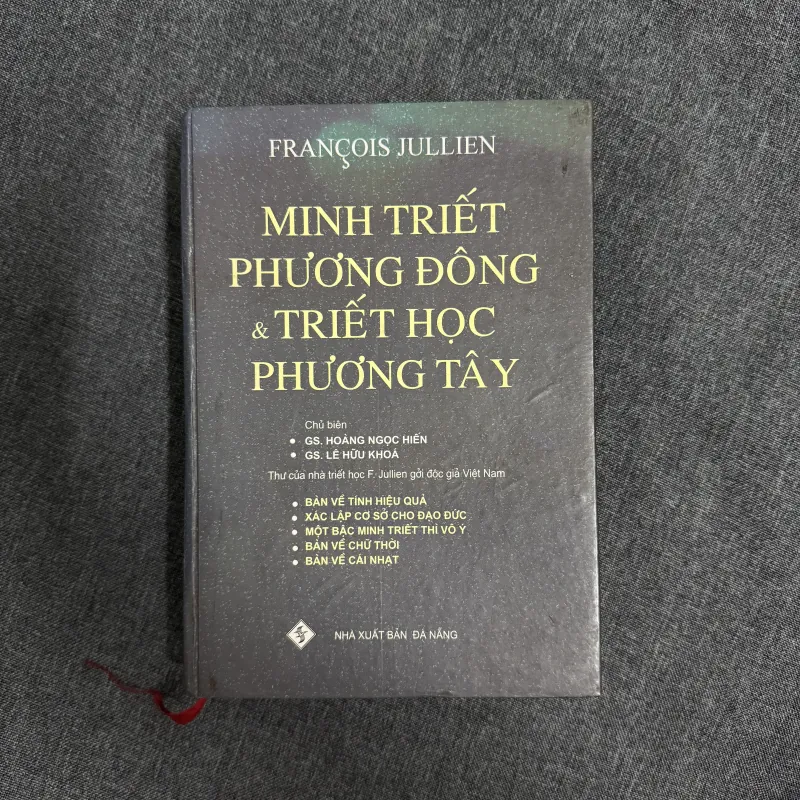 FRANÇOIS JULLIEN
MINH TRIẾT
PHƯƠNG ĐÔNG
& TRIẾT HỌC
PHƯƠNG TÂY
Chủ biên
• GS. HOÀNG NGỌC HIẾN
• GS. LÊ HỮU KHOÁ
Thư của nhà triết học F. Jullien gởi độc giả Việt Nam
• BÀN VỀ TÍNH HIỆU QUẢ
• XÁC LẬP CƠ SỞ CHO ĐẠO ĐỨC
• MỘT BẬC MINH TRIẾT THÌ VÔ Ý
• BÀN VỀ CHỮ THỜI
• BÀN VỀ CÁI NHẠT
NHÀ XUẤT BẢN ĐÀ NẴNG